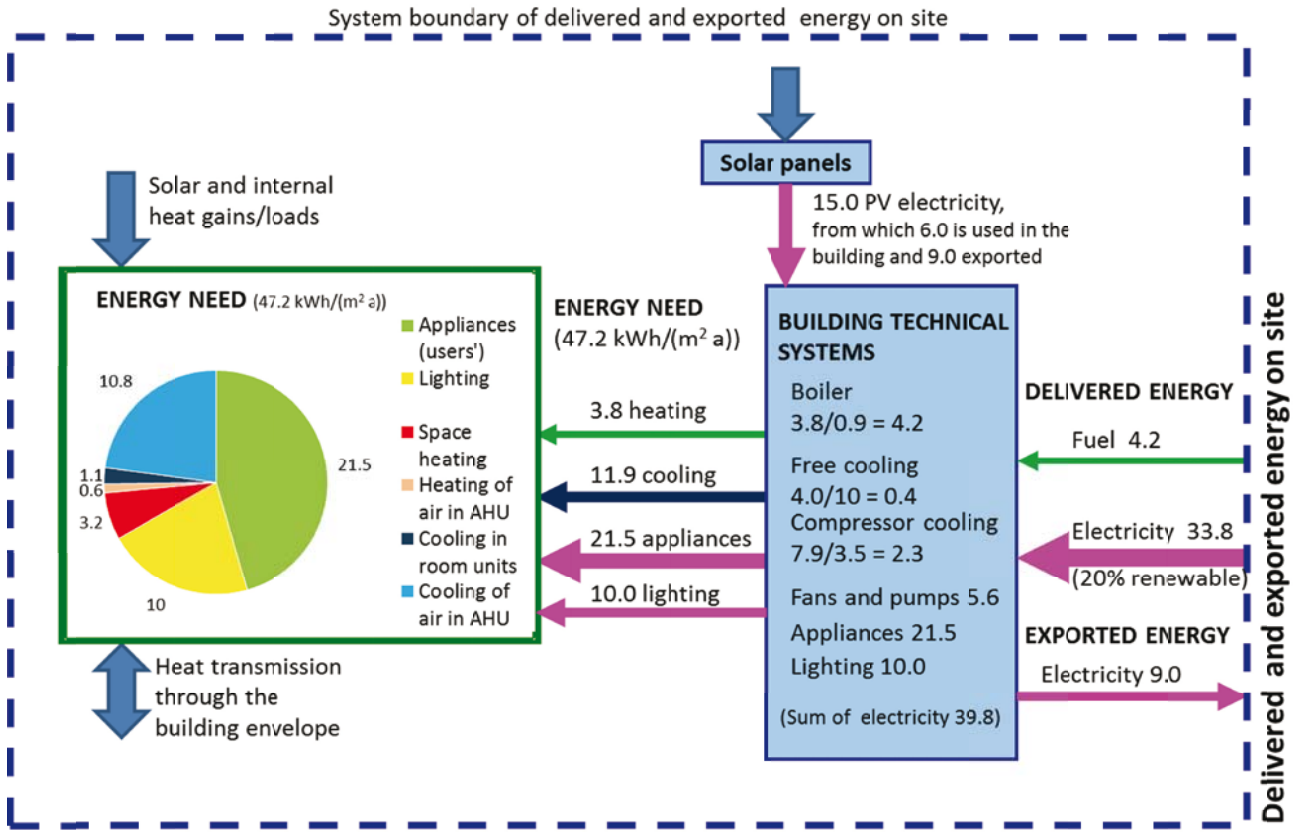 System boundary of delivered and exported energy on site
Solar panels
Solar and internal
heat gains/loads
15.0 PV electricity,
from which 6.0 is used in the
building and 9.0 exported
ENERGY NEED (47.2 kWh/(m² a))
10.8
1.1
0.6
3.2
10
21.5
Appliances
(users')
Lighting
Space
heating
Heating of
air in AHU
Cooling in
room units
Cooling of
air in AHU
ENERGY NEED
(47.2 kWh/(m² a))
3.8 heating
11.9 cooling
21.5 appliances
10.0 lighting
BUILDING TECHNICAL
SYSTEMS
Boiler
3.8/0.9 = 4.2
Free cooling
4.0/10 = 0.4
Compressor cooling
7.9/3.5 = 2.3
Fans and pumps 5.6
Appliances 21.5
Lighting 10.0
(Sum of electricity 39.8)
DELIVERED ENERGY
Fuel 4.2
Electricity 33.8
(20% renewable)
EXPORTED ENERGY
Electricity 9.0
Heat transmission
through the
building envelope
Delivered and exported energy on site